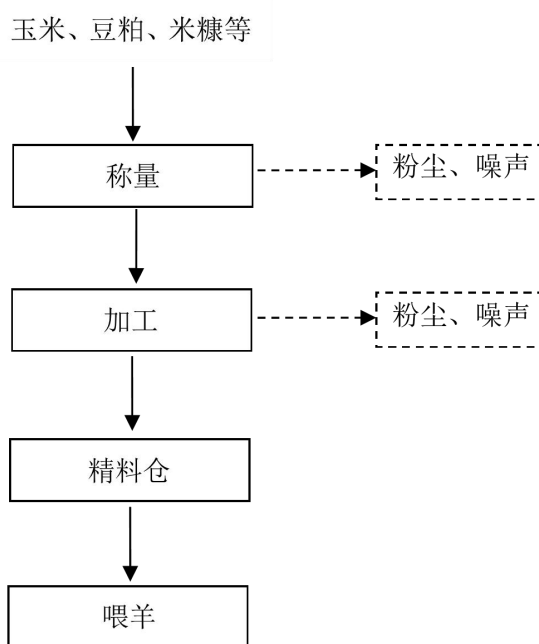 玉米、豆粕、米糠等
称量
粉尘、噪声
加工
粉尘、噪声
精料仓
喂羊